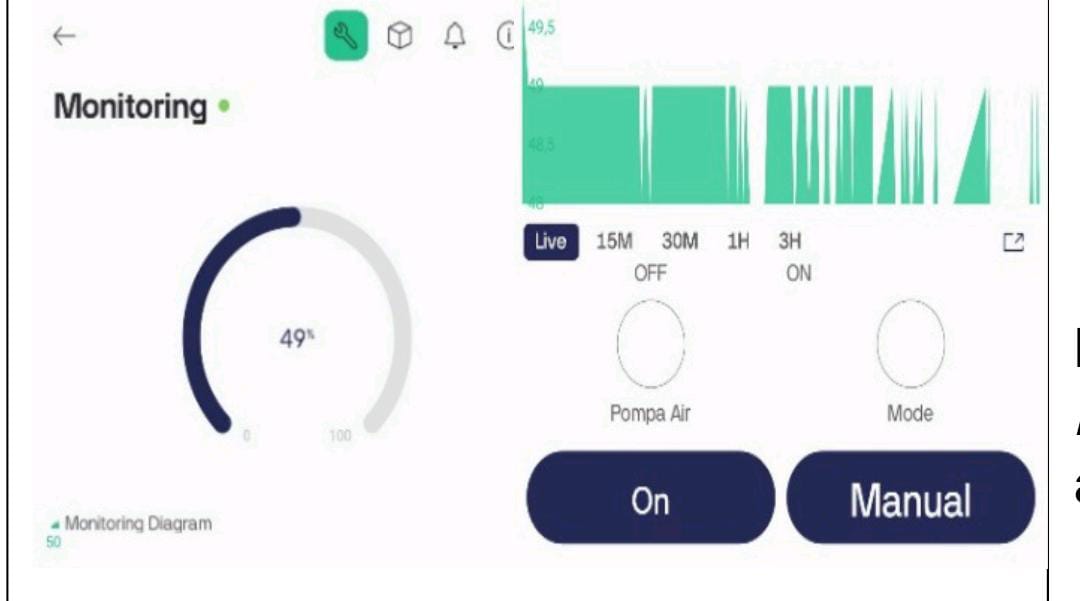 Monitoring
49%
0
100
Monitoring Diagram
50
49,5
49
48,5
48
Live 15M 30M 1H 3H
OFF ON
Pompa Air
Mode
On
Manual